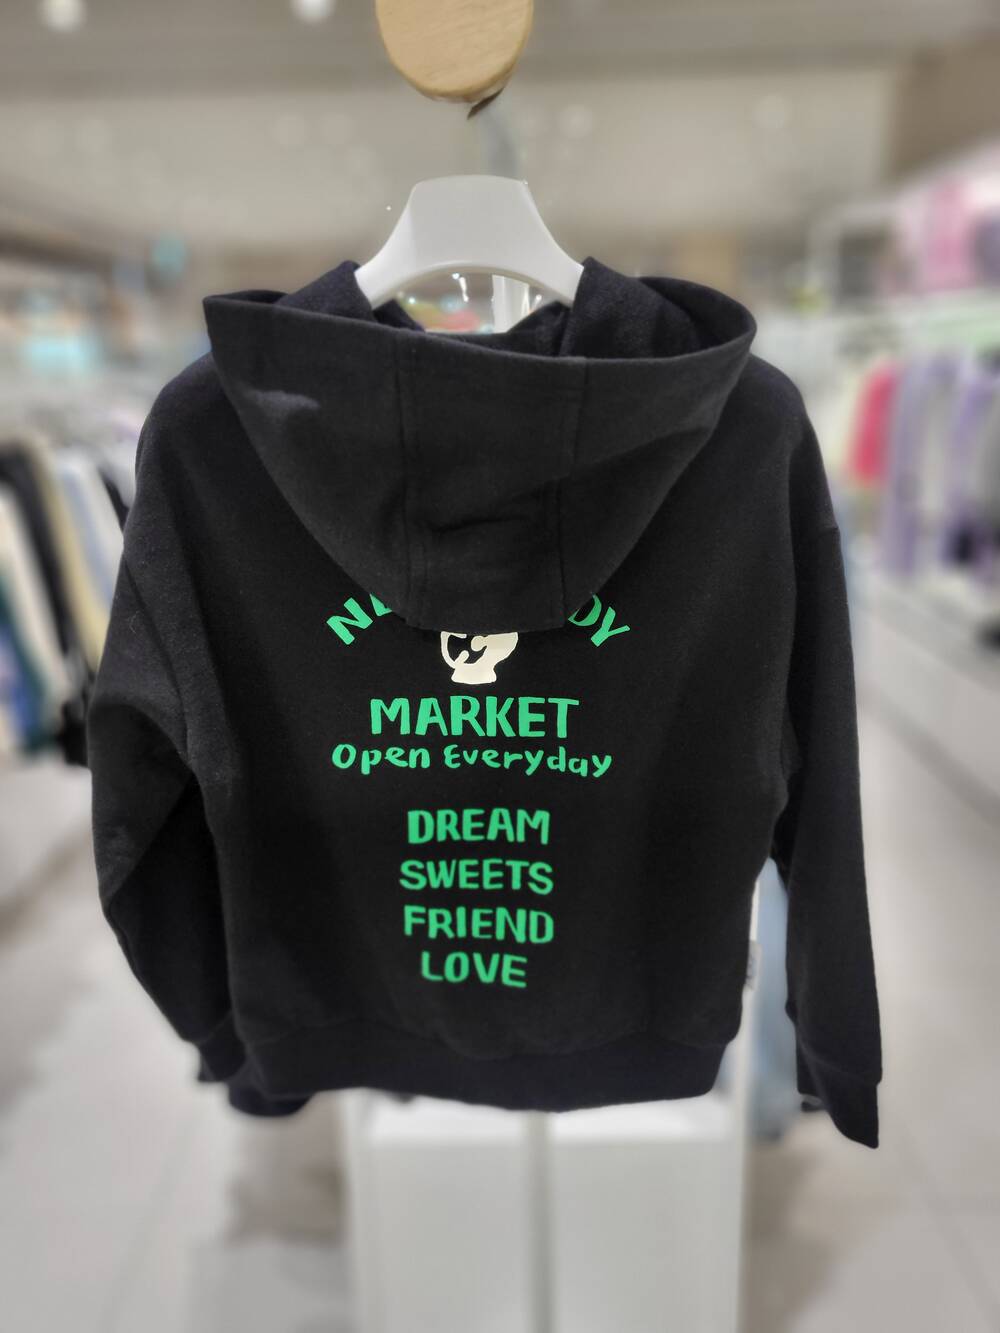 MARKET
Open Everyday
DREAM
SWEETS
FRIEND
LOVE